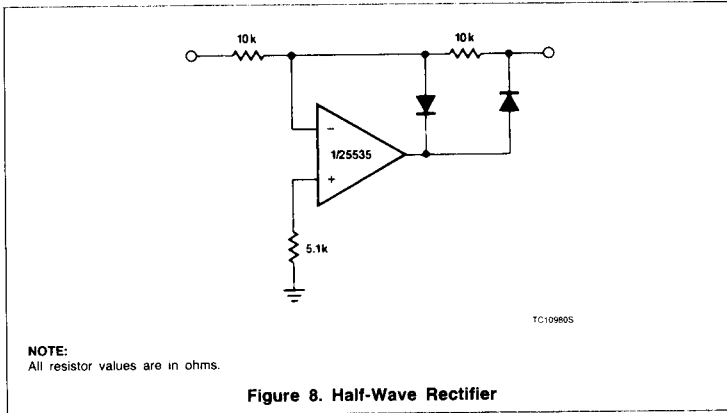 10k
10k
−
1/25535
+
5.1k
TC10980S
NOTE:
All resistor values are in ohms.
Figure 8. Half-Wave Rectifier